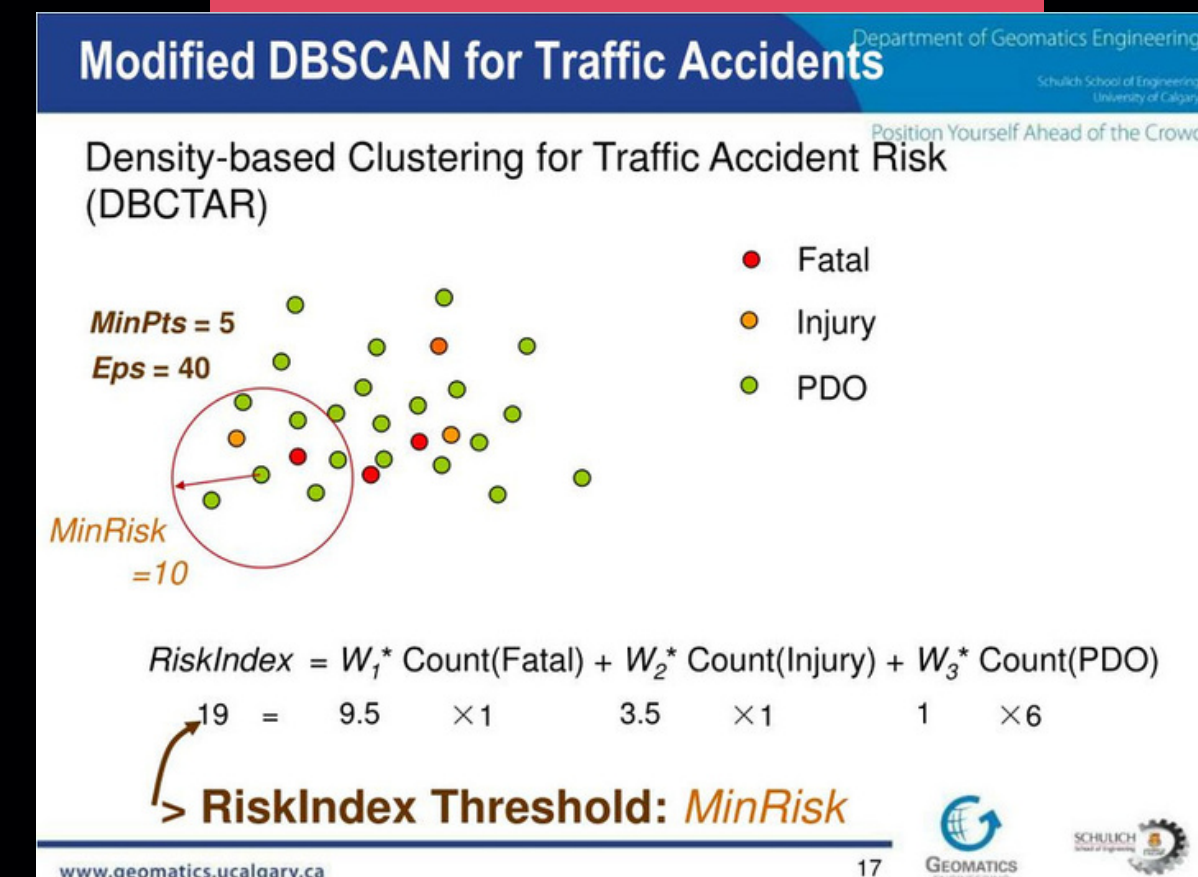 Modified DBSCAN for Traffic Accidents
Department of Geomatics Engineering
Schulich School of Engineering
University of Calgary
Position Yourself Ahead of the Crowd
Density-based Clustering for Traffic Accident Risk
(DBCTAR)
Fatal
Injury
PDO
MinPts = 5
Eps = 40
MinRisk
=10
RiskIndex = W₁* Count(Fatal) + W₂* Count(Injury) + W₃* Count(PDO)
19 = 9.5 ×1 3.5 ×1 1 ×6
> RiskIndex Threshold: MinRisk
www.geomatics.ucalgary.ca
17
GEOMATICS
SCHULICH
School of Engineering